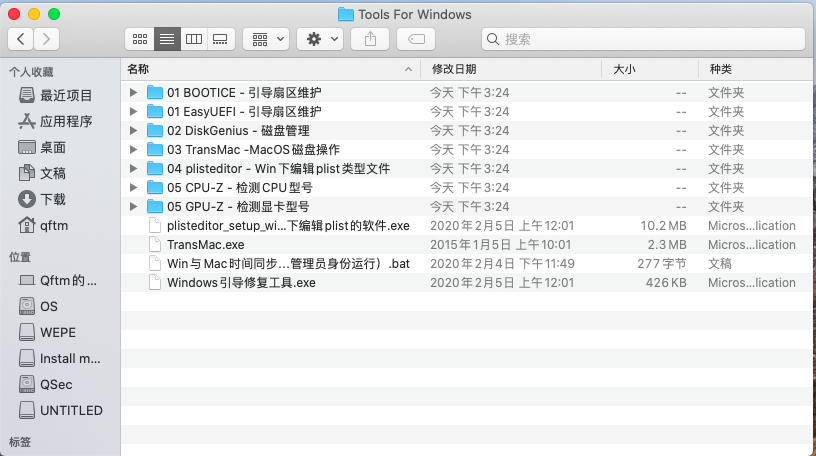 Tools For Windows
搜索
个人收藏
最近项目
应用程序
桌面
文稿
下载
qftm
位置
Qftm的...
OS
WEPE
Install m...
QSec
UNTITLED
标签
名称 修改日期 大小 种类
01 BOOTICE - 引导扇区维护 今天 下午3:24 -- 文件夹
01 EasyUEFI - 引导扇区维护 今天 下午3:24 -- 文件夹
02 DiskGenius - 磁盘管理 今天 下午3:24 -- 文件夹
03 TransMac -MacOS磁盘操作 今天 下午3:24 -- 文件夹
04 plisteditor - Win下编辑plist类型文件 今天 下午3:24 -- 文件夹
05 CPU-Z - 检测CPU型号 今天 下午3:24 -- 文件夹
05 GPU-Z - 检测显卡型号 今天 下午3:24 -- 文件夹
plisteditor_setup_wi...下编辑plist的软件.exe 2020年2月5日 上午12:01 10.2 MB Micros...lication
TransMac.exe 2015年1月5日 上午10:01 2.3 MB Micros...lication
Win与Mac时间同步...管理员身份运行）.bat 2020年2月4日 下午11:49 277 字节 文稿
Windows引导修复工具.exe 2020年2月5日 上午12:01 426 KB Micros...lication